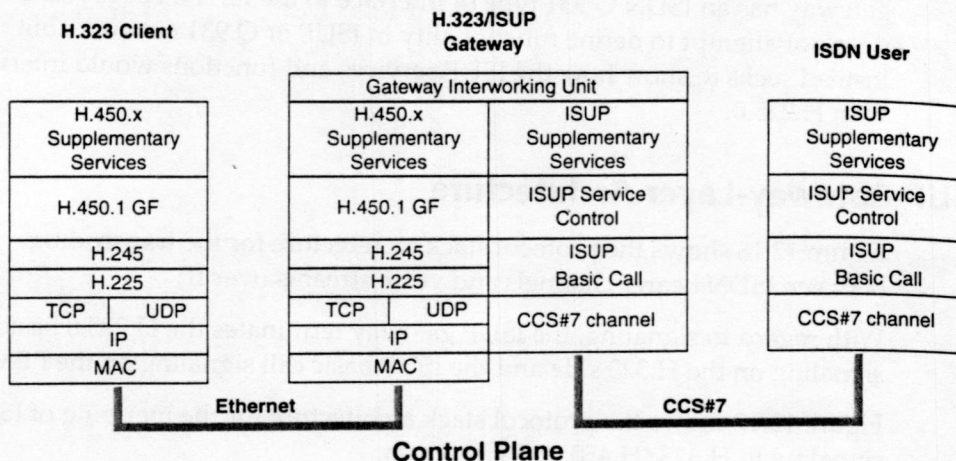 H.323 Client
H.323/ISUP
Gateway
ISDN User
Gateway Interworking Unit
H.450.x
Supplementary
Services
H.450.1 GF
H.245
H.225
TCP UDP
IP
MAC
H.450.x
Supplementary
Services
H.450.1 GF
H.245
H.225
TCP UDP
IP
MAC
ISUP
Supplementary
Services
ISUP Service
Control
ISUP
Basic Call
CCS#7 channel
ISUP
Supplementary
Services
ISUP Service
Control
ISUP
Basic Call
CCS#7 channel
Ethernet
CCS#7
Control Plane